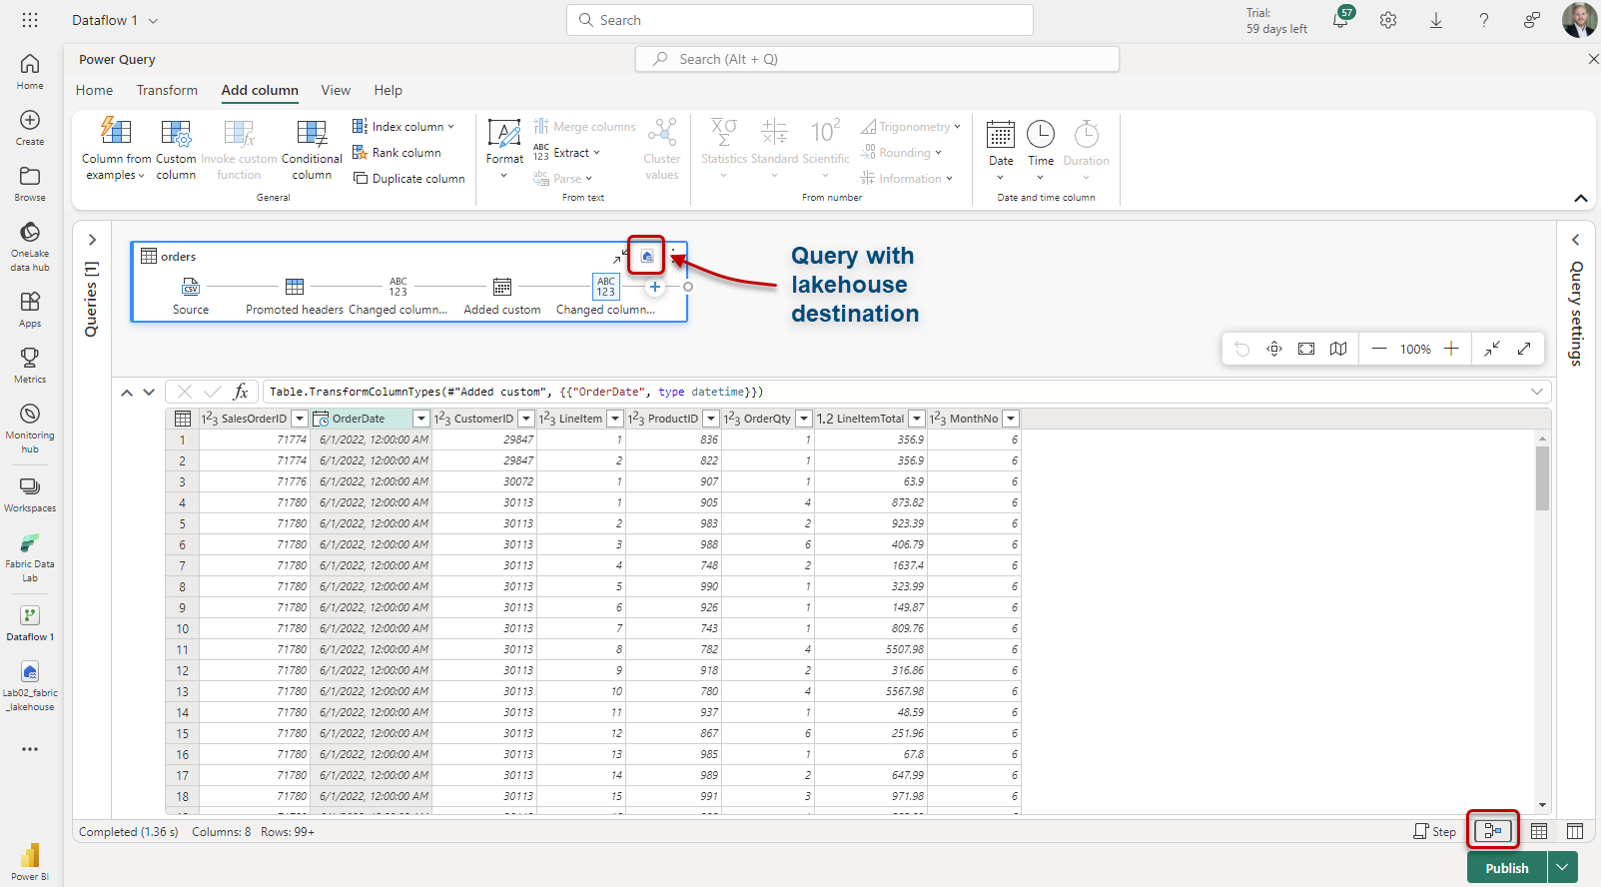 Dataflow 1
Search
Trial:
59 days left
57
Power Query
Search (Alt + Q)
Home
Transform
Add column
View
Help
Column from
examples
Custom
column
Invoke custom
function
Conditional
column
Index column
Rank column
Duplicate column
General
Format
Merge columns
ABC
123
Extract
abc
Parse
Cluster
values
From text
Statistics
Standard
Scientific
10²
Trigonometry
Rounding
Information
From number
Date
Time
Duration
Date and time column
Home
Create
Browse
OneLake
data hub
Apps
Metrics
Monitoring
hub
Workspaces
Fabric Data
Lab
Dataflow 1
Lab02_fabric
_lakehouse
Power BI
Queries [1]
orders
CSV
ABC
123
ABC
123
Source
Promoted headers
Changed column...
Added custom
Changed column...
Query with
lakehouse
destination
Query settings
100%
fx
Table.TransformColumnTypes(#"Added custom", {{"OrderDate", type datetime}})
1²3 SalesOrderID OrderDate 1²3 CustomerID 1²3 LineItem 1²3 ProductID 1²3 OrderQty 1.2 LineItemTotal 1²3 MonthNo
1 71774 6/1/2022, 12:00:00 AM 29847 1 836 1 356.9 6
2 71774 6/1/2022, 12:00:00 AM 29847 2 822 1 356.9 6
3 71776 6/1/2022, 12:00:00 AM 30072 1 907 1 63.9 6
4 71780 6/1/2022, 12:00:00 AM 30113 1 905 4 873.82 6
5 71780 6/1/2022, 12:00:00 AM 30113 2 983 2 923.39 6
6 71780 6/1/2022, 12:00:00 AM 30113 3 988 6 406.79 6
7 71780 6/1/2022, 12:00:00 AM 30113 4 748 2 1637.4 6
8 71780 6/1/2022, 12:00:00 AM 30113 5 990 1 323.99 6
9 71780 6/1/2022, 12:00:00 AM 30113 6 926 1 149.87 6
10 71780 6/1/2022, 12:00:00 AM 30113 7 743 1 809.76 6
11 71780 6/1/2022, 12:00:00 AM 30113 8 782 4 5507.98 6
12 71780 6/1/2022, 12:00:00 AM 30113 9 918 2 316.86 6
13 71780 6/1/2022, 12:00:00 AM 30113 10 780 4 5567.98 6
14 71780 6/1/2022, 12:00:00 AM 30113 11 937 1 48.59 6
15 71780 6/1/2022, 12:00:00 AM 30113 12 867 6 251.96 6
16 71780 6/1/2022, 12:00:00 AM 30113 13 985 1 67.8 6
17 71780 6/1/2022, 12:00:00 AM 30113 14 989 2 647.99 6
18 71780 6/1/2022, 12:00:00 AM 30113 15 991 3 971.98 6
Completed (1.36 s) Columns: 8 Rows: 99+
Step
Publish